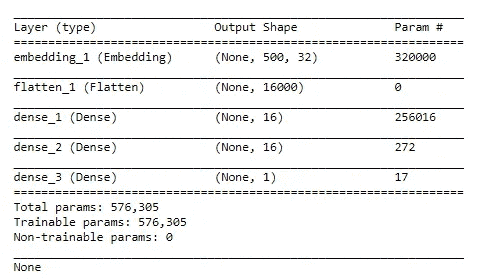 Layer (type) Output Shape Param #
embedding_1 (Embedding) (None, 500, 32) 320000
flatten_1 (Flatten) (None, 16000) 0
dense_1 (Dense) (None, 16) 256016
dense_2 (Dense) (None, 16) 272
dense_3 (Dense) (None, 1) 17
Total params: 576,305
Trainable params: 576,305
Non-trainable params: 0
None